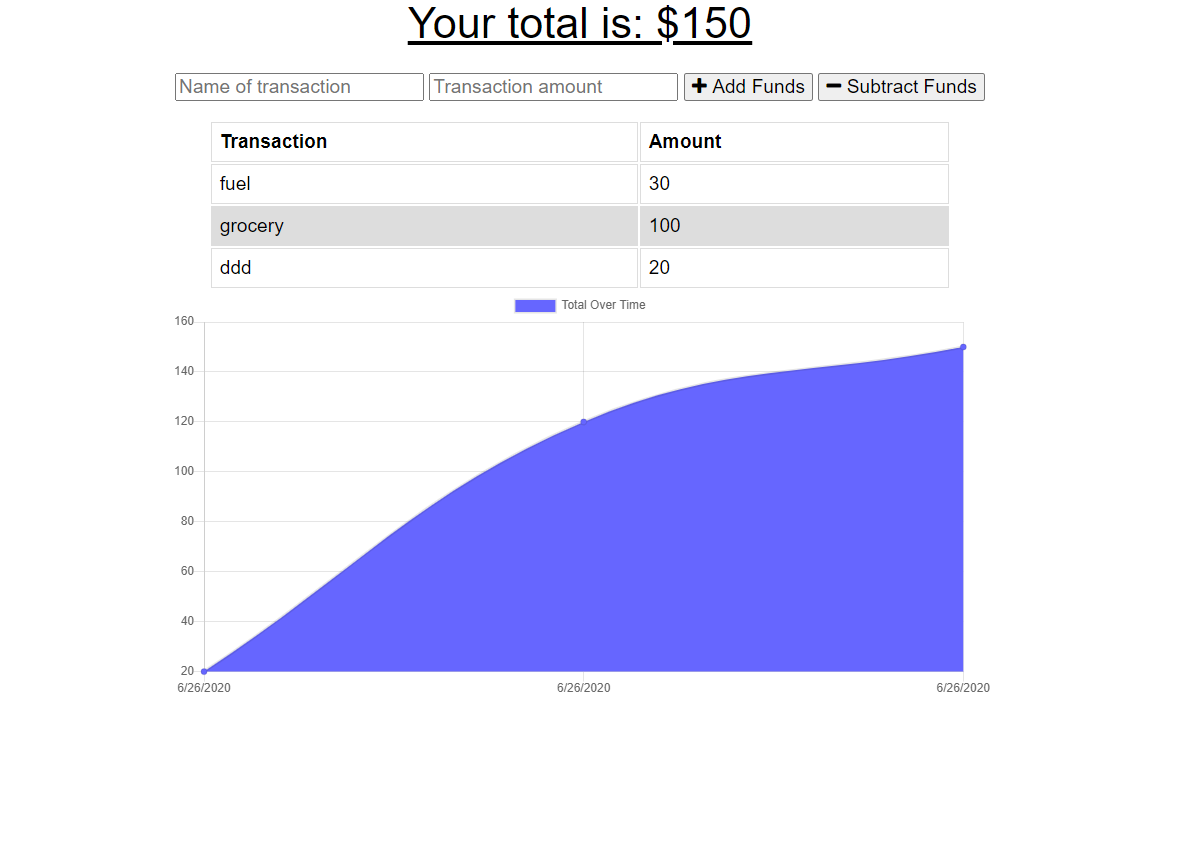 Your total is: $150
Name of transaction Transaction amount Add Funds Subtract Funds
Transaction Amount
fuel 30
grocery 100
ddd 20
Total Over Time
160
140
120
100
80
60
40
20
6/26/2020 6/26/2020 6/26/2020